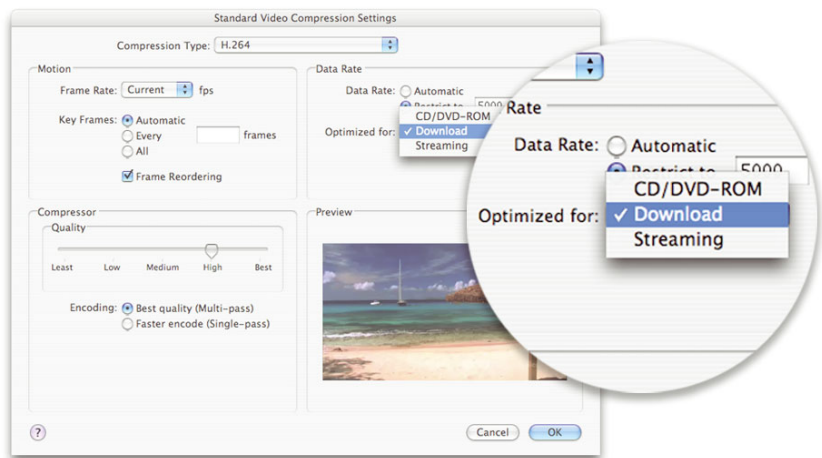 Standard Video Compression Settings
Compression Type: H.264
Motion
Frame Rate: Current fps
Key Frames: Automatic
Every frames
All
Frame Reordering
Data Rate
Data Rate: Automatic
Restrict to 5000
CD/DVD-ROM
Optimized for: ✓ Download
Streaming
Compressor
Quality
Least Low Medium High Best
Encoding: Best quality (Multi-pass)
Faster encode (Single-pass)
Preview
? Cancel OK
Rate
Data Rate: Automatic
Restrict to 5000
CD/DVD-ROM
Optimized for: ✓ Download
Streaming